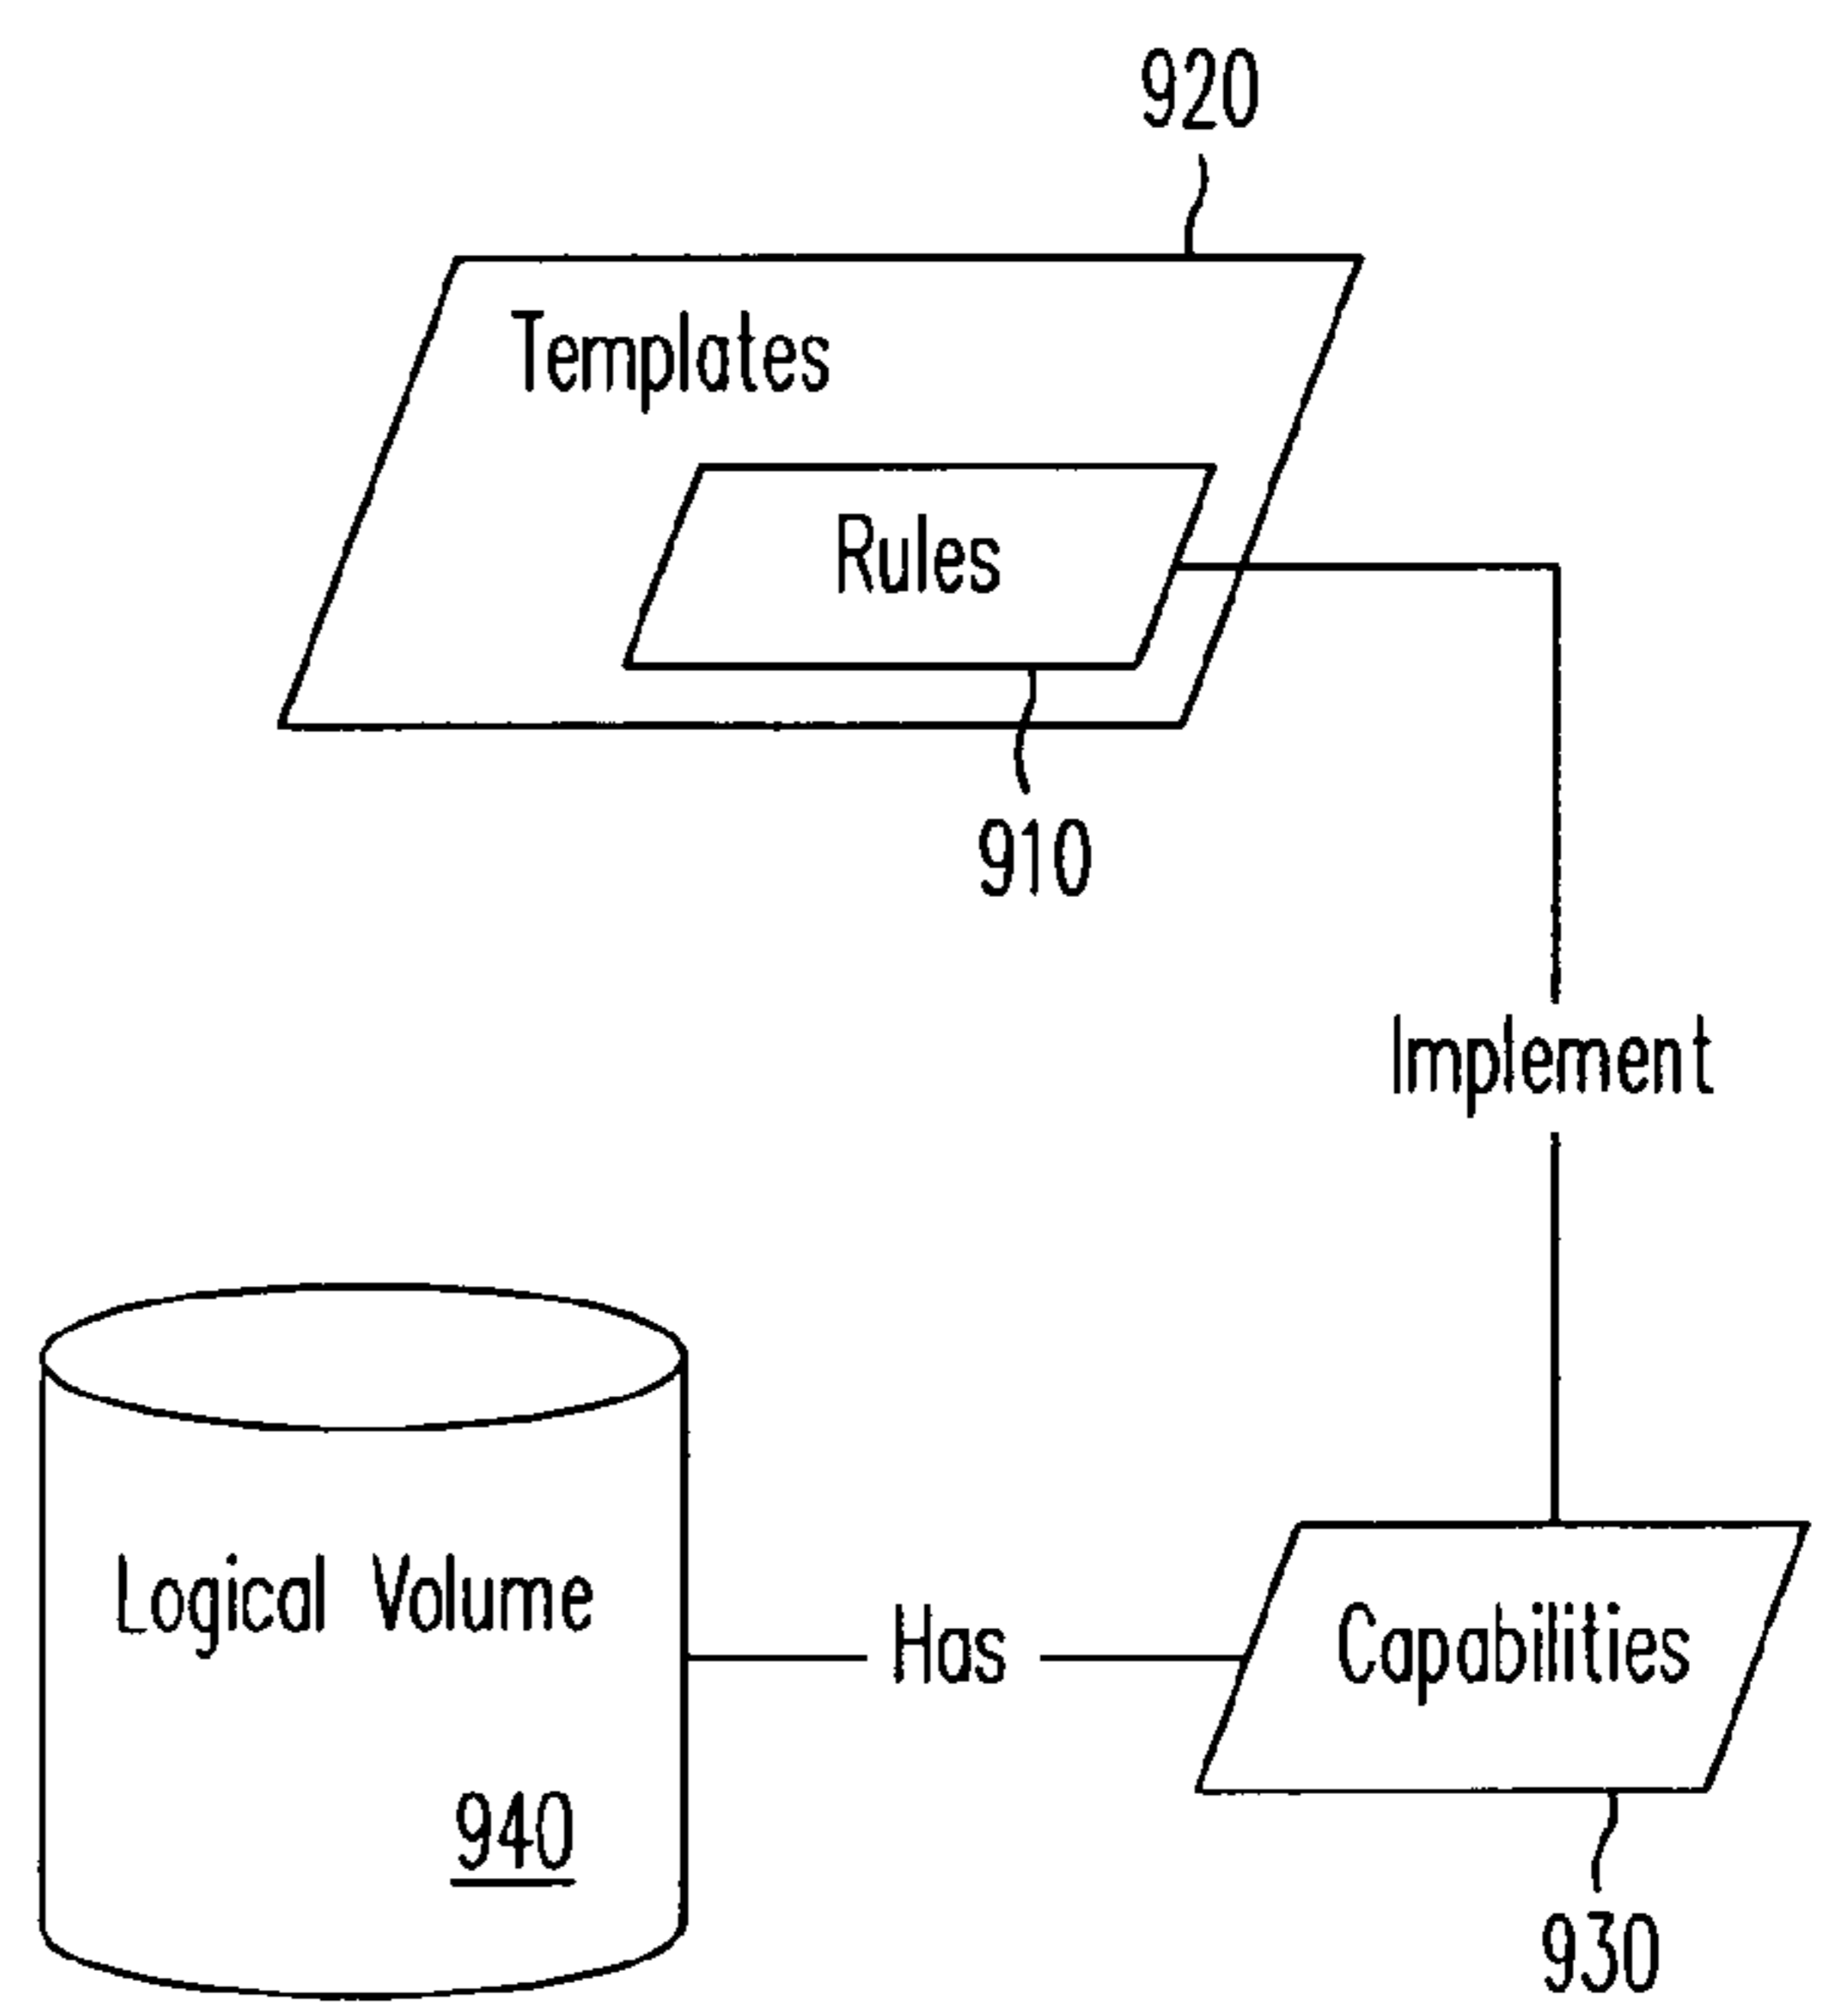 920
Templates
Rules
910
Implement
Logical Volume
Has
Capabilities
940
930